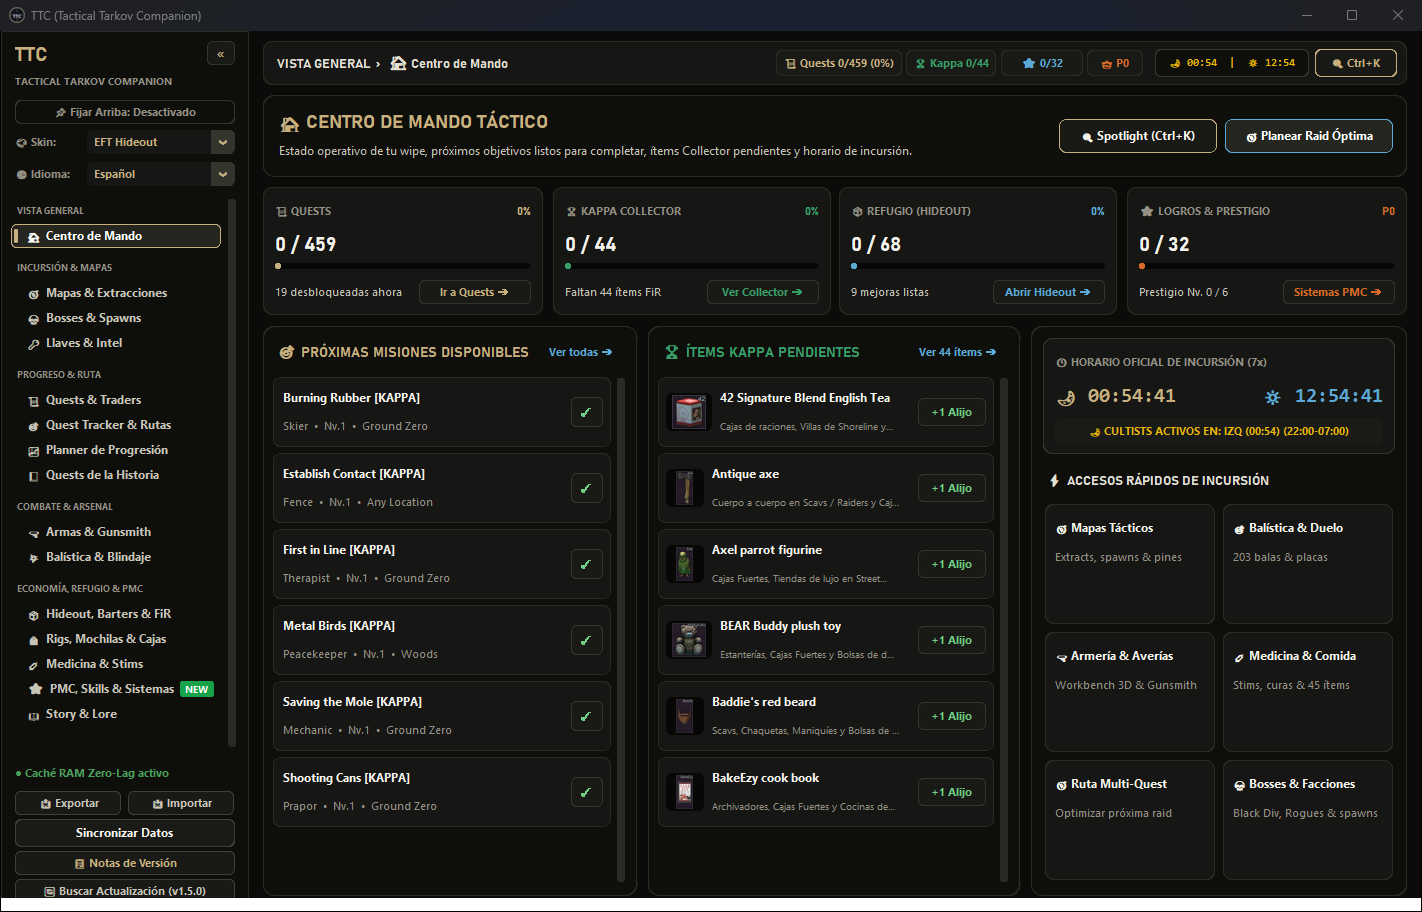 TTC (Tactical Tarkov Companion)
TTC
«
TACTICAL TARKOV COMPANION
Fijar Arriba: Desactivado
Skin: EFT Hideout
Idioma: Español
VISTA GENERAL
Centro de Mando
INCURSIÓN & MAPAS
Mapas & Extracciones
Bosses & Spawns
Llaves & Intel
PROGRESO & RUTA
Quests & Traders
Quest Tracker & Rutas
Planner de Progresión
Quests de la Historia
COMBATE & ARSENAL
Armas & Gunsmith
Balística & Blindaje
ECONOMÍA, REFUGIO & PMC
Hideout, Barters & FiR
Rigs, Mochilas & Cajas
Medicina & Stims
PMC, Skills & Sistemas NEW
Story & Lore
● Caché RAM Zero-Lag activo
Exportar Importar
Sincronizar Datos
Notas de Versión
Buscar Actualización (v1.5.0)
VISTA GENERAL › Centro de Mando
Quests 0/459 (0%)
Kappa 0/44
0/32
P0
00:54 | 12:54
Ctrl+K
CENTRO DE MANDO TÁCTICO
Estado operativo de tu wipe, próximos objetivos listos para completar, ítems Collector pendientes y horario de incursión.
Spotlight (Ctrl+K)
Planear Raid Óptima
QUESTS 0%
0 / 459
19 desbloqueadas ahora
Ir a Quests →
KAPPA COLLECTOR 0%
0 / 44
Faltan 44 ítems FiR
Ver Collector →
REFUGIO (HIDEOUT) 0%
0 / 68
9 mejoras listas
Abrir Hideout →
LOGROS & PRESTIGIO P0
0 / 32
Prestigio Nv. 0 / 6
Sistemas PMC →
PRÓXIMAS MISIONES DISPONIBLES
Ver todas →
Burning Rubber [KAPPA]
Skier • Nv.1 • Ground Zero
Establish Contact [KAPPA]
Fence • Nv.1 • Any Location
First in Line [KAPPA]
Therapist • Nv.1 • Ground Zero
Metal Birds [KAPPA]
Peacekeeper • Nv.1 • Woods
Saving the Mole [KAPPA]
Mechanic • Nv.1 • Ground Zero
Shooting Cans [KAPPA]
Prapor • Nv.1 • Ground Zero
ÍTEMS KAPPA PENDIENTES
Ver 44 ítems →
42 Signature Blend English Tea
Cajas de raciones, Villas de Shoreline y...
+1 Alijo
Antique axe
Cuerpo a cuerpo en Scavs / Raiders y Caj...
+1 Alijo
Axel parrot figurine
Cajas Fuertes, Tiendas de lujo en Street...
+1 Alijo
BEAR Buddy plush toy
Estanterías, Cajas Fuertes y Bolsas de d...
+1 Alijo
Baddie's red beard
Scavs, Chaquetas, Maniquíes y Bolsas de ...
+1 Alijo
BakeEzy cook book
Archivadores, Cajas Fuertes y Cocinas de...
+1 Alijo
HORARIO OFICIAL DE INCURSIÓN (7x)
00:54:41 12:54:41
CULTISTS ACTIVOS EN: IZQ (00:54) (22:00-07:00)
ACCESOS RÁPIDOS DE INCURSIÓN
Mapas Tácticos
Extracts, spawns & pines
Balística & Duelo
203 balas & placas
Armería & Averías
Workbench 3D & Gunsmith
Medicina & Comida
Stims, curas & 45 ítems
Ruta Multi-Quest
Optimizar próxima raid
Bosses & Facciones
Black Div, Rogues & spawns